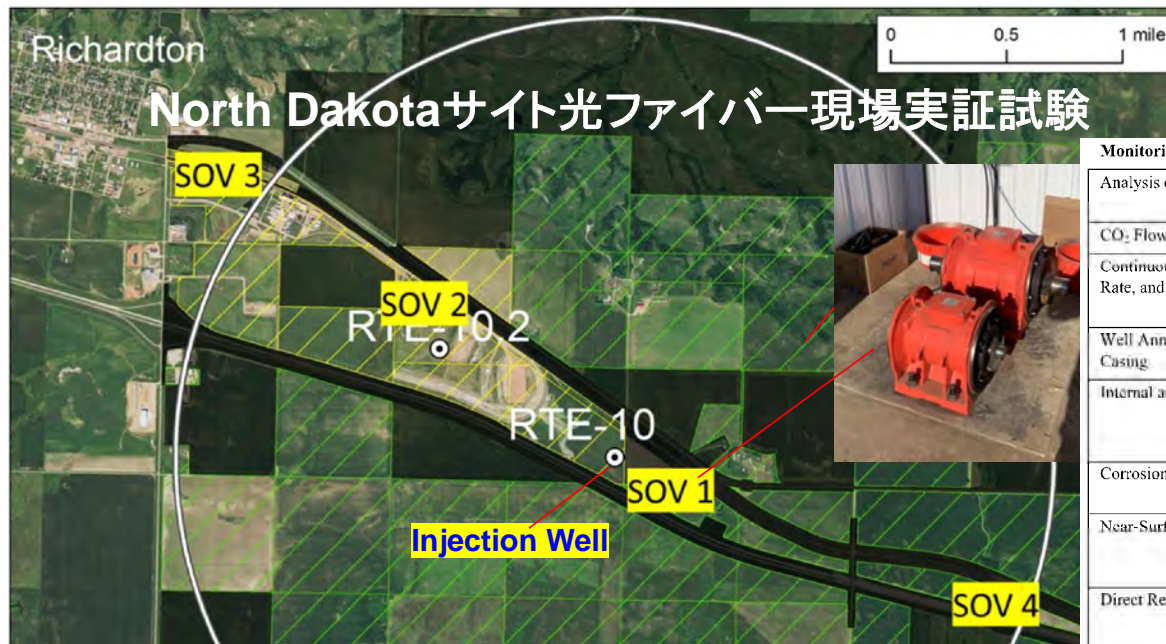 Richardton
0 0.5 1 mile
North Dakotaサイト光ファイバー現場実証試験
SOV 3
SOV 2
RTE-10.2
RTE-10
SOV 1
Injection Well
SOV 4
Analysis
CO₂ Flow
Continuou
Rate, and
Well Ann
Casing
Internal a
Corrosion
Near-Surf
Direct Re